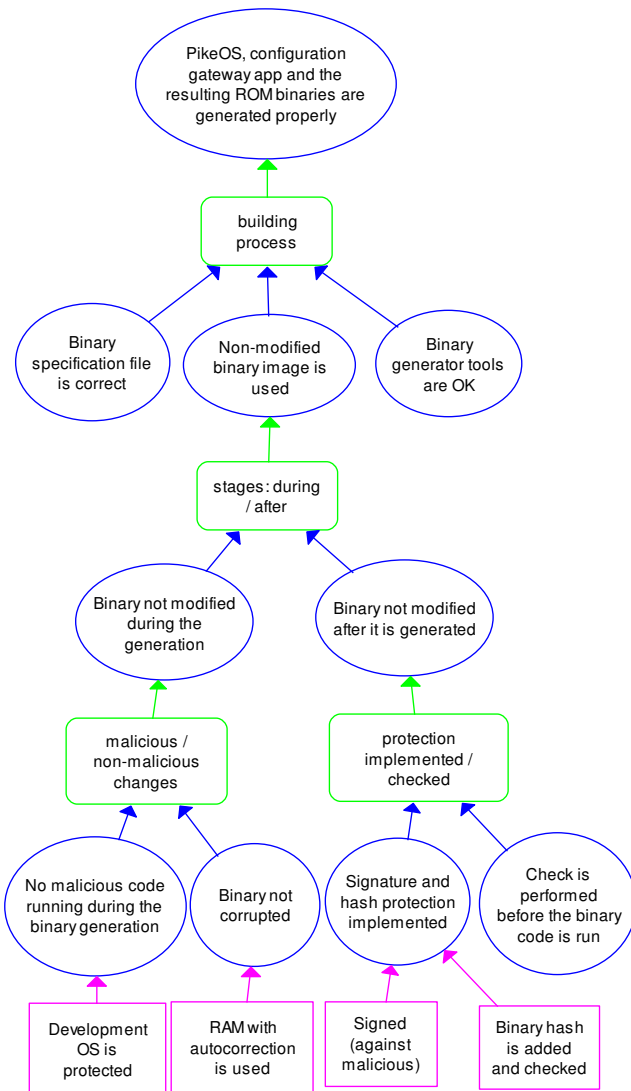 PikeOS, configuration
gateway app and the
resulting ROM binaries are
generated properly
building
process
Binary
specification file
is correct
Non-modified
binary image is
used
Binary
generator tools
are OK
stages: during
/ after
Binary not modified
during the
generation
Binary not modified
after it is generated
malicious /
non-malicious
changes
protection
implemented /
checked
No malicious code
running during the
binary generation
Binary not
corrupted
Signature and
hash protection
implemented
Check is
performed
before the binary
code is run
Development
OS is
protected
RAM with
autocorrection
is used
Signed
(against
malicious)
Binary hash
is added
and checked